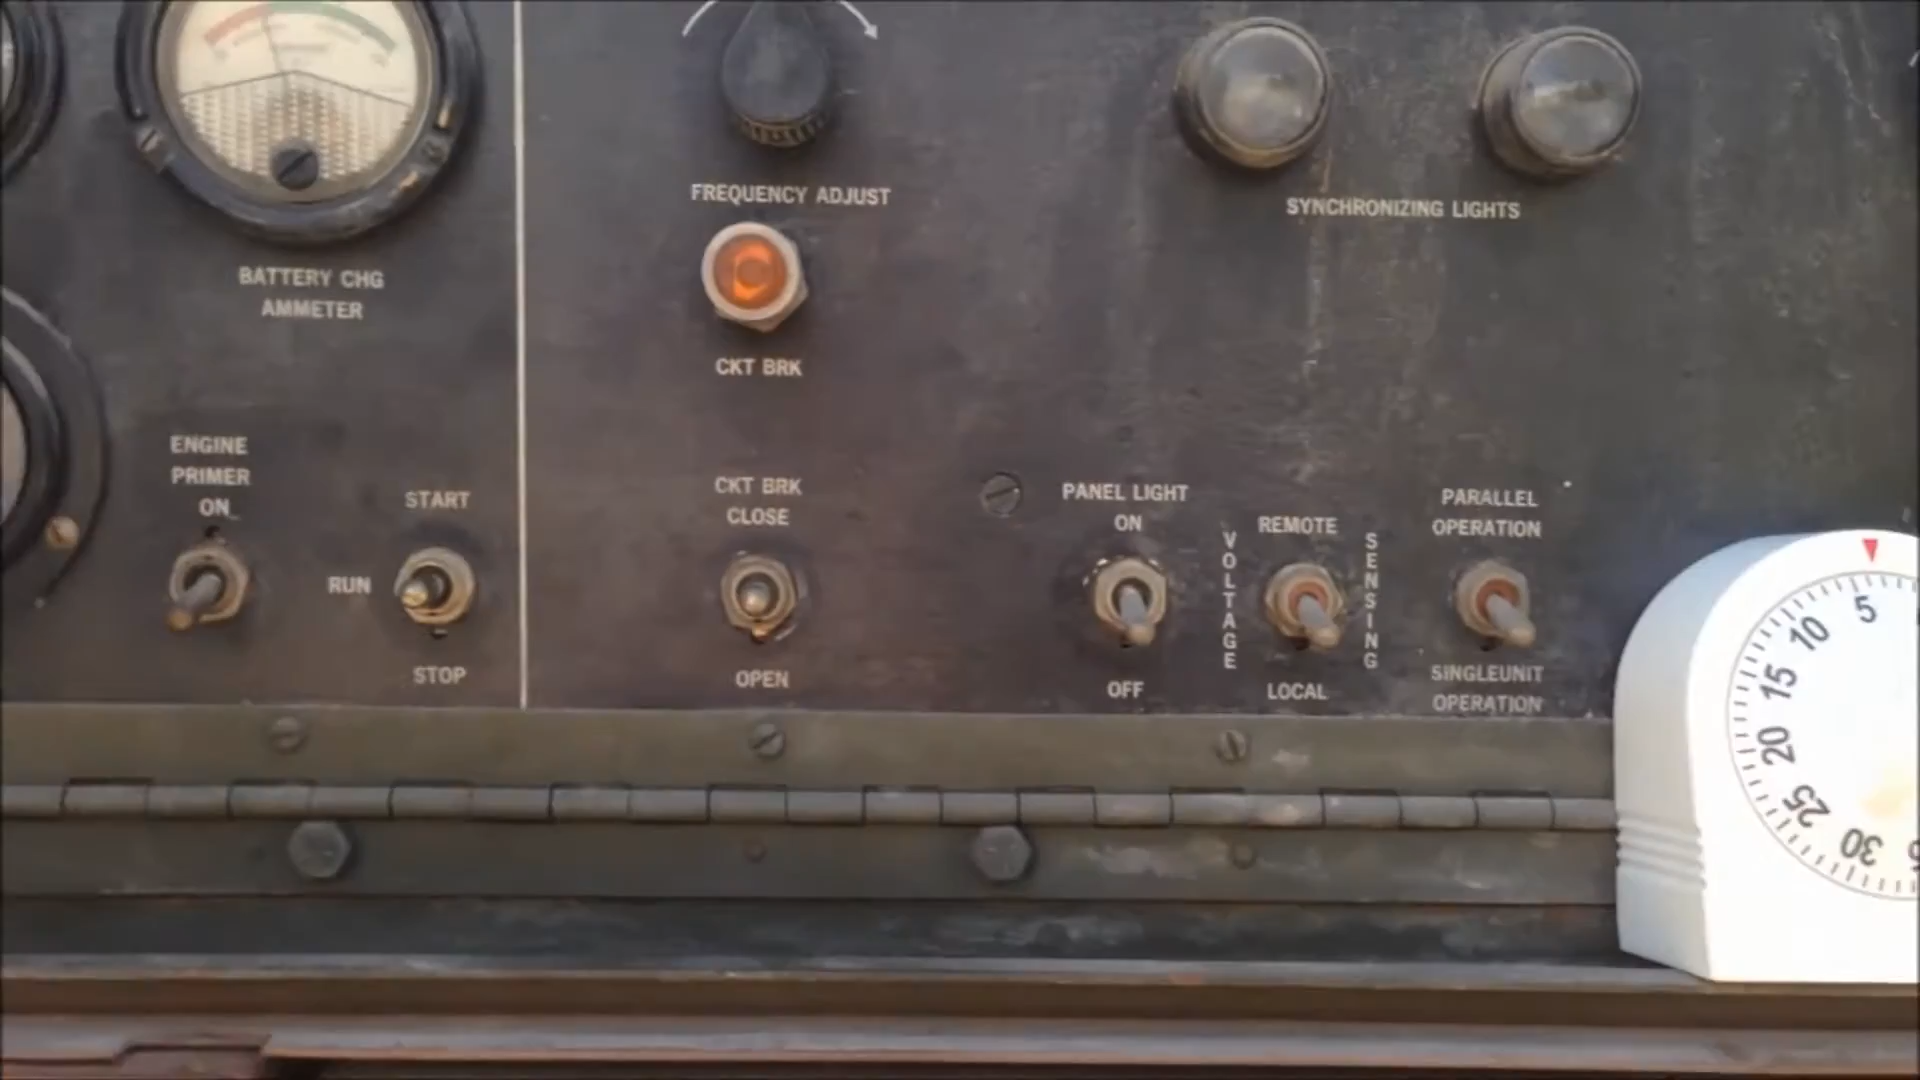 FREQUENCY ADJUST
SYNCHRONIZING LIGHTS
BATTERY CHG
AMMETER
CKT BRK
ENGINE
PRIMER
ON
START
RUN
STOP
CKT BRK
CLOSE
OPEN
PANEL LIGHT
ON
OFF
VOLTAGE
REMOTE
LOCAL
SENSING
PARALLEL
OPERATION
SINGLEUNIT
OPERATION
5
10
15
20
25
30